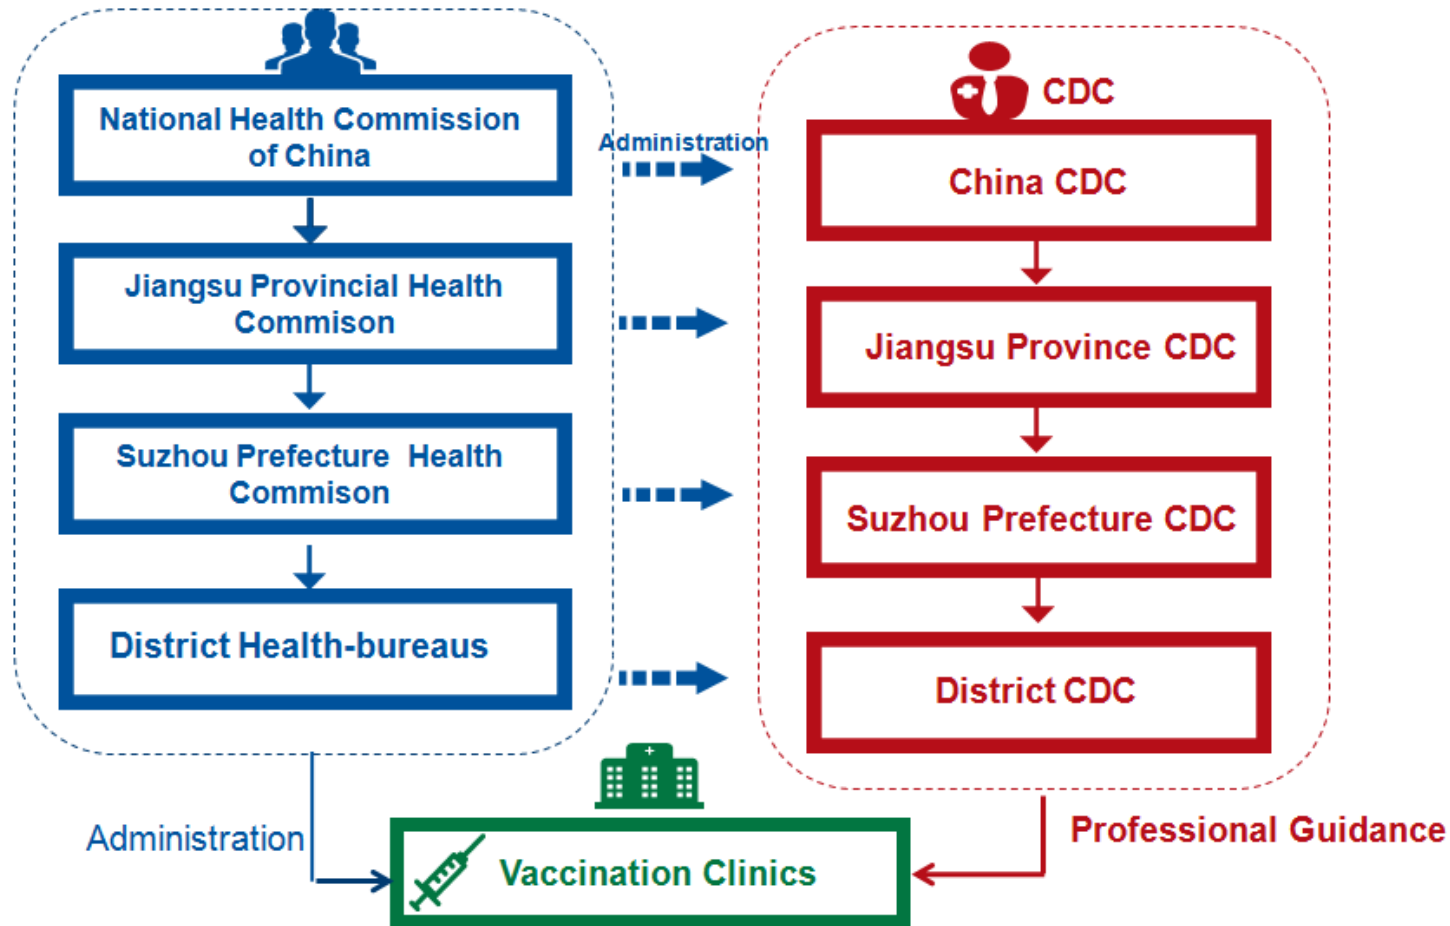 National Health Commission
of China
Administration
CDC
China CDC
Jiangsu Provincial Health
Commison
Jiangsu Province CDC
Suzhou Prefecture Health
Commison
Suzhou Prefecture CDC
District Health-bureaus
District CDC
Administration
Professional Guidance
Vaccination Clinics